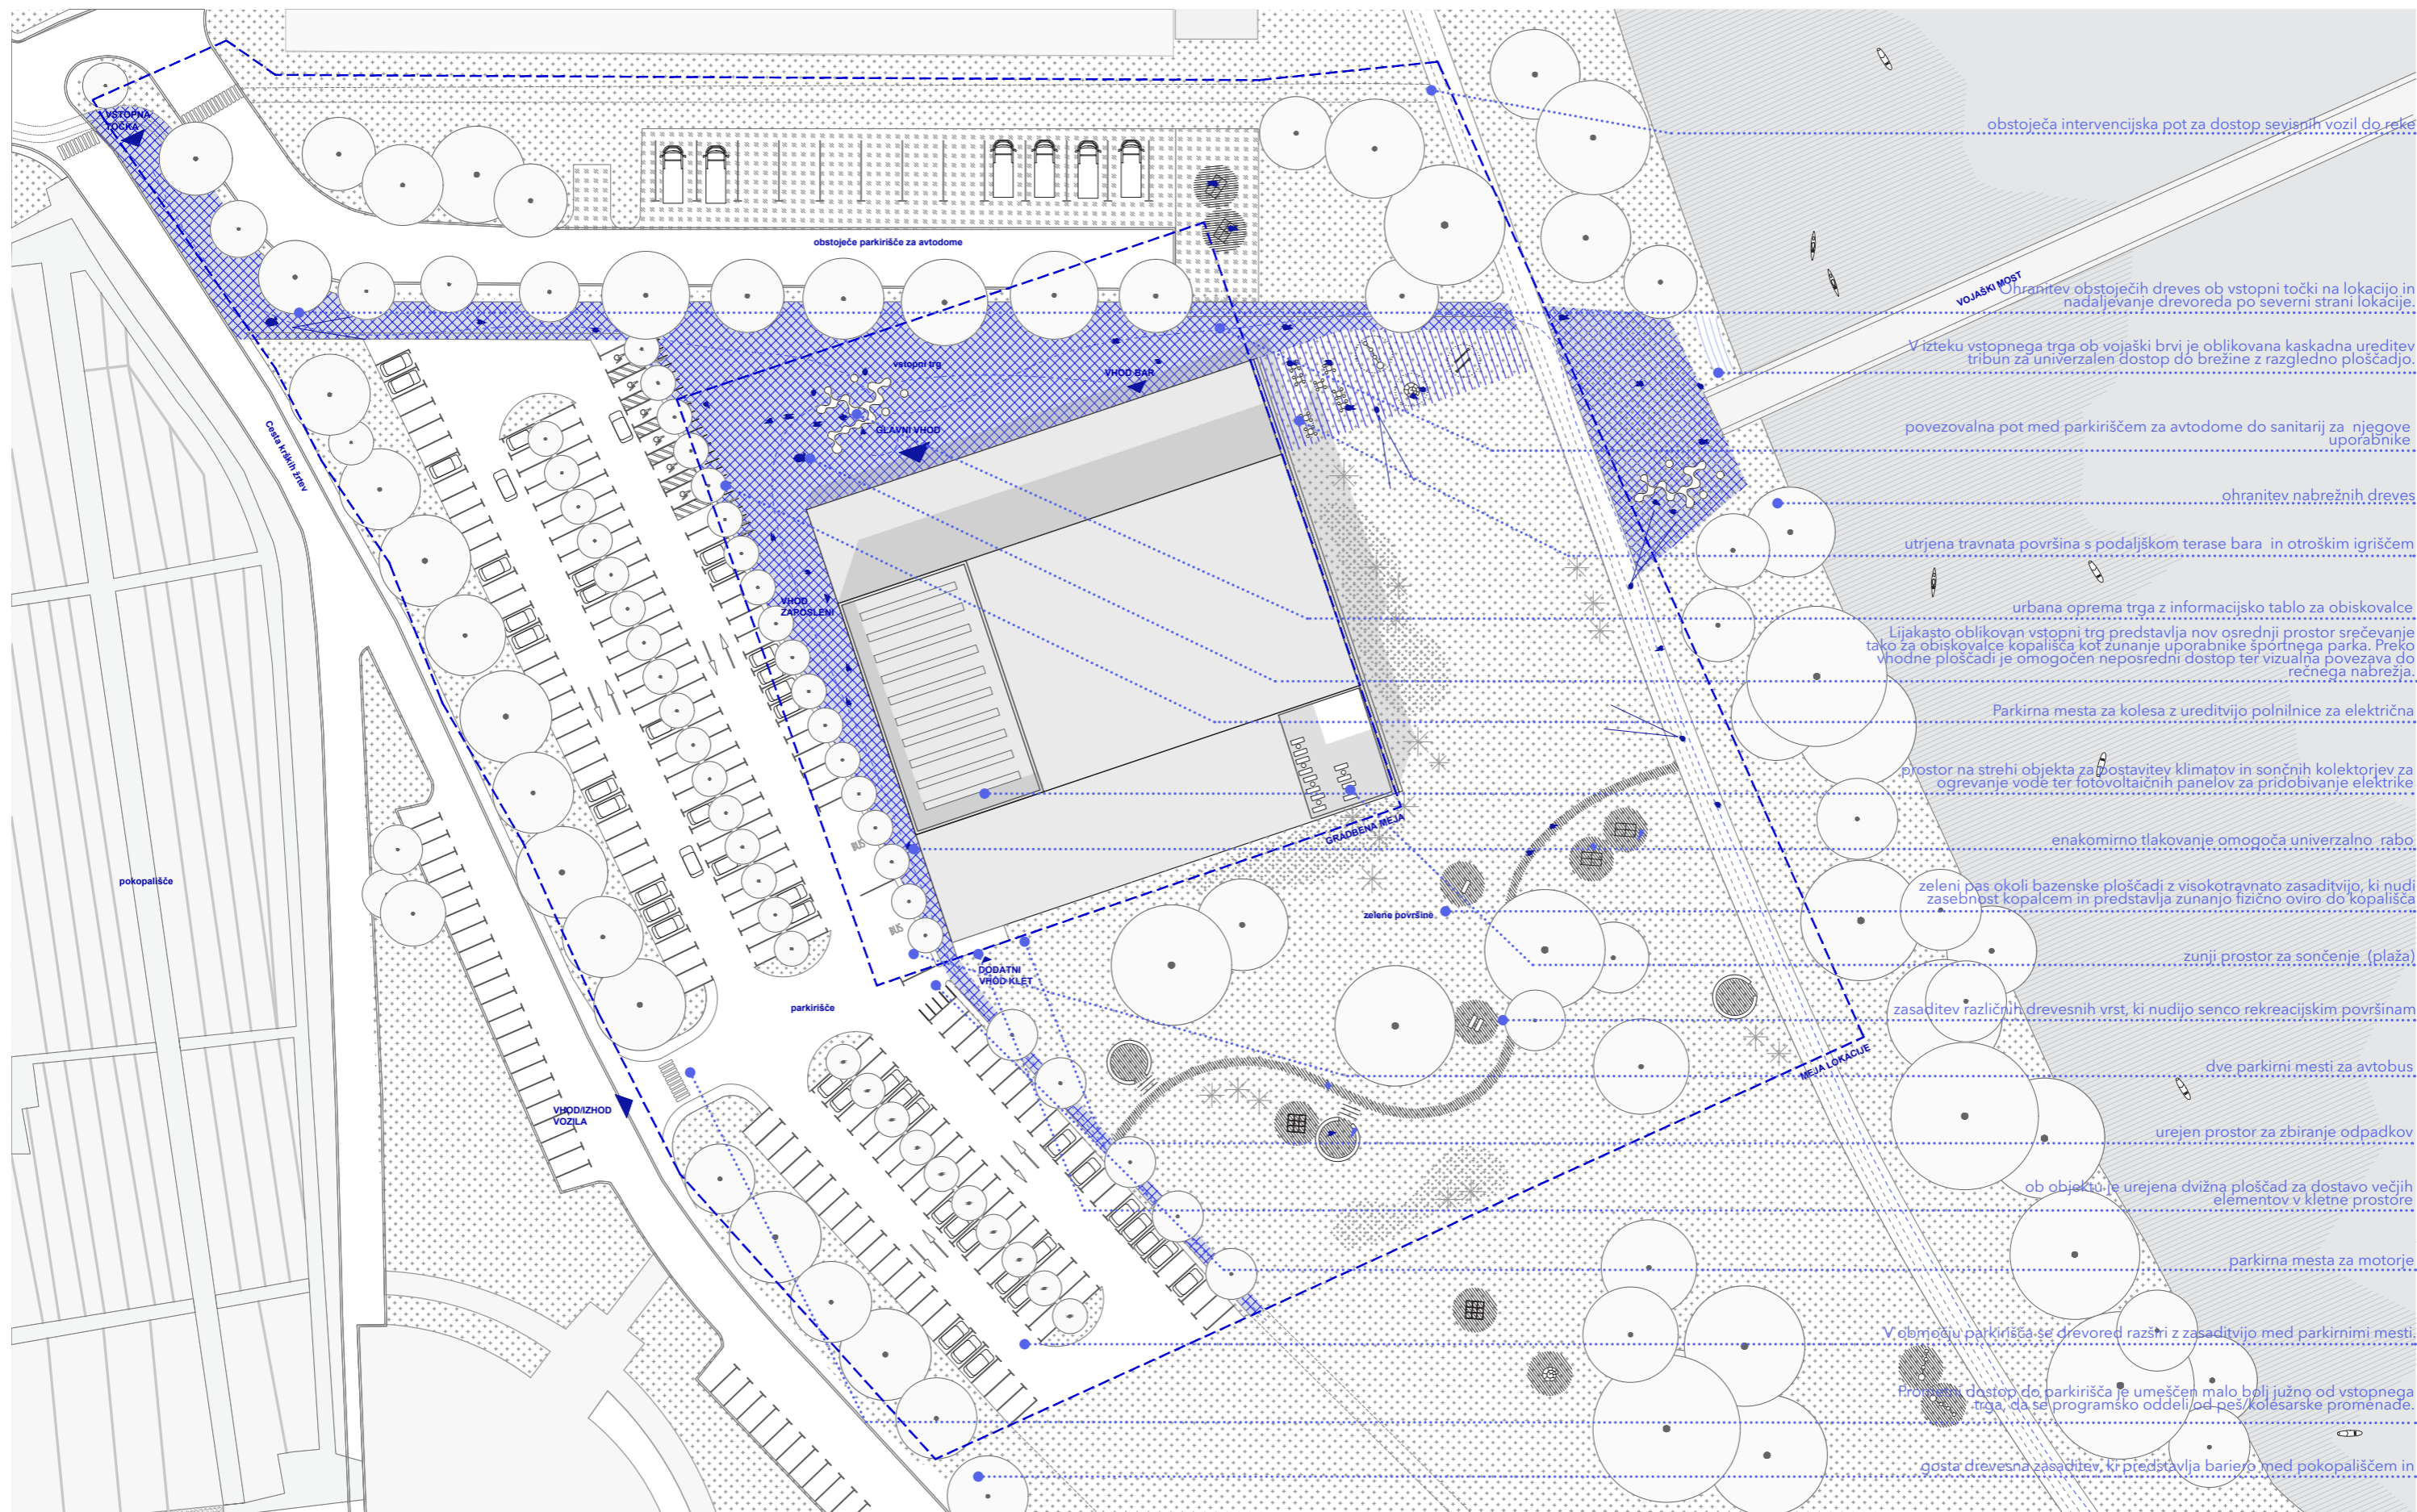 VSTOPNA
TOČKA
obstoječe parkirišče za avtodome
vstopni trg
VHOD BAR
GLAVNI VHOD
Cesta krških žrtev
VHOD
ZAPOSLENI
VOJAŠKI MOST
BUS
BUS
GRADBENA MEJA
zelene površine
DODATNI
VHOD KLET
pokopališče
parkirišče
VHOD/IZHOD
VOZILA
MEJA LOKACIJE
obstoječa intervencijska pot za dostop sevisnih vozil do reke
Ohranitev obstoječih dreves ob vstopni točki na lokacijo in
nadaljevanje drevoreda po severni strani lokacije.
V izteku vstopnega trga ob vojaški brvi je oblikovana kaskadna ureditev
tribun za univerzalen dostop do brežine z razgledno ploščadjo.
povezovalna pot med parkiriščem za avtodome do sanitarij za njegove
uporabnike
ohranitev nabrežnih dreves
utrjena travnata površina s podaljškom terase bara in otroškim igriščem
urbana oprema trga z informacijsko tablo za obiskovalce
Lijakasto oblikovan vstopni trg predstavlja nov osrednji prostor srečevanje
tako za obiskovalce kopališča kot zunanje uporabnike športnega parka. Preko
vhodne ploščadi je omogočen neposredni dostop ter vizualna povezava do
rečnega nabrežja.
Parkirna mesta za kolesa z ureditvijo polnilnice za električna
prostor na strehi objekta za postavitev klimatov in sončnih kolektorjev za
ogrevanje vode ter fotovoltaičnih panelov za pridobivanje elektrike
enakomirno tlakovanje omogoča univerzalno rabo
zeleni pas okoli bazenske ploščadi z visokotravnato zasaditvijo, ki nudi
zasebnost kopalcem in predstavlja zunanjo fizično oviro do kopališča
zunji prostor za sončenje (plaža)
zasaditev različnih drevesnih vrst, ki nudijo senco rekreacijskim površinam
dve parkirni mesti za avtobus
urejen prostor za zbiranje odpadkov
ob objektu je urejena dvižna ploščad za dostavo večjih
elementov v kletne prostore
parkirna mesta za motorje
V območju parkirišča se drevored razširi z zasaditvijo med parkirnimi mesti.
Prometni dostop do parkirišča je umeščen malo bolj južno od vstopnega
trga, da se programsko oddeli od peš/kolesarske promenade.
gosta drevesna zasaditev, ki predstavlja bariero med pokopališčem in